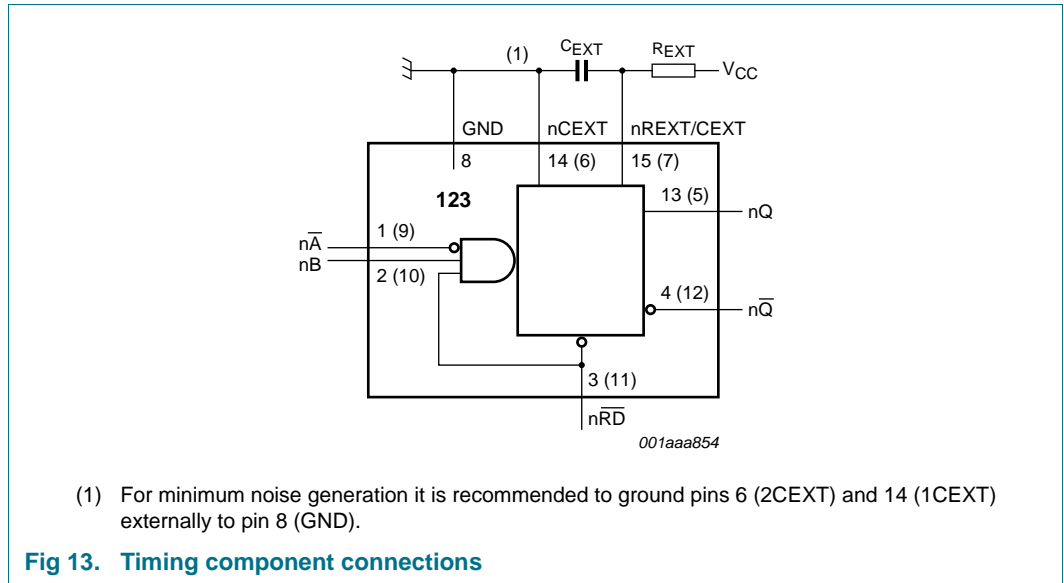 (1)
CEXT
REXT
VCC
GND
nCEXT
nREXT/CEXT
8
14 (6)
15 (7)
123
13 (5)
nQ
1 (9)
nA̅
nB
2 (10)
4 (12)
nQ̅
3 (11)
nR̅D̅
001aaa854
(1) For minimum noise generation it is recommended to ground pins 6 (2CEXT) and 14 (1CEXT)
externally to pin 8 (GND).
Fig 13. Timing component connections